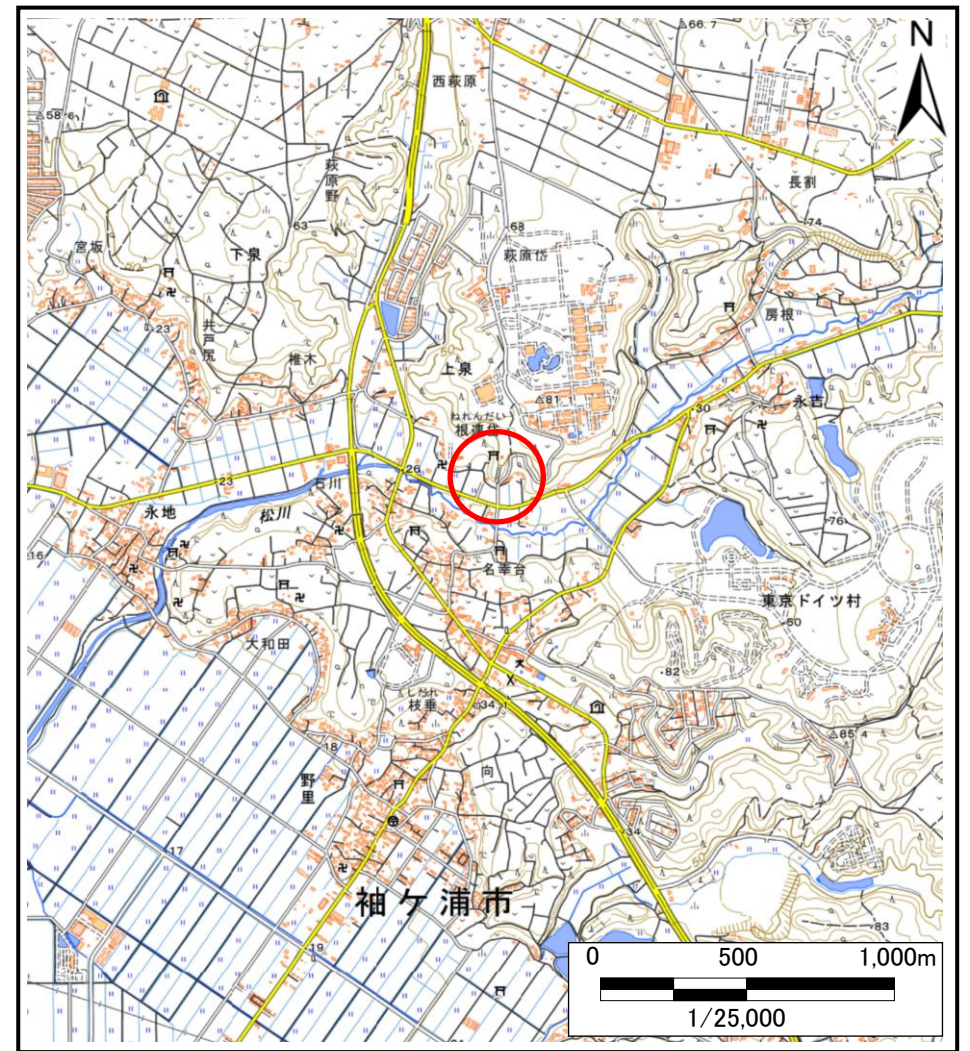 66.7
N
西萩原
58.6
長割
萩原野
74
63
68
宮坂
下泉
萩原岱
房根
23
井戸尻
椎木
50
上泉
81.1
永吉
ねれんだい
根連岱
30
26
23
石川
永地
松川
76
16
名幸台
東京ドイツ村
50
大和田
82
しだれ
枝垂
34.1
85.4
18
向
野里
34
50
17
袖ケ浦市
83
19
0 500 1,000m
1/25,000